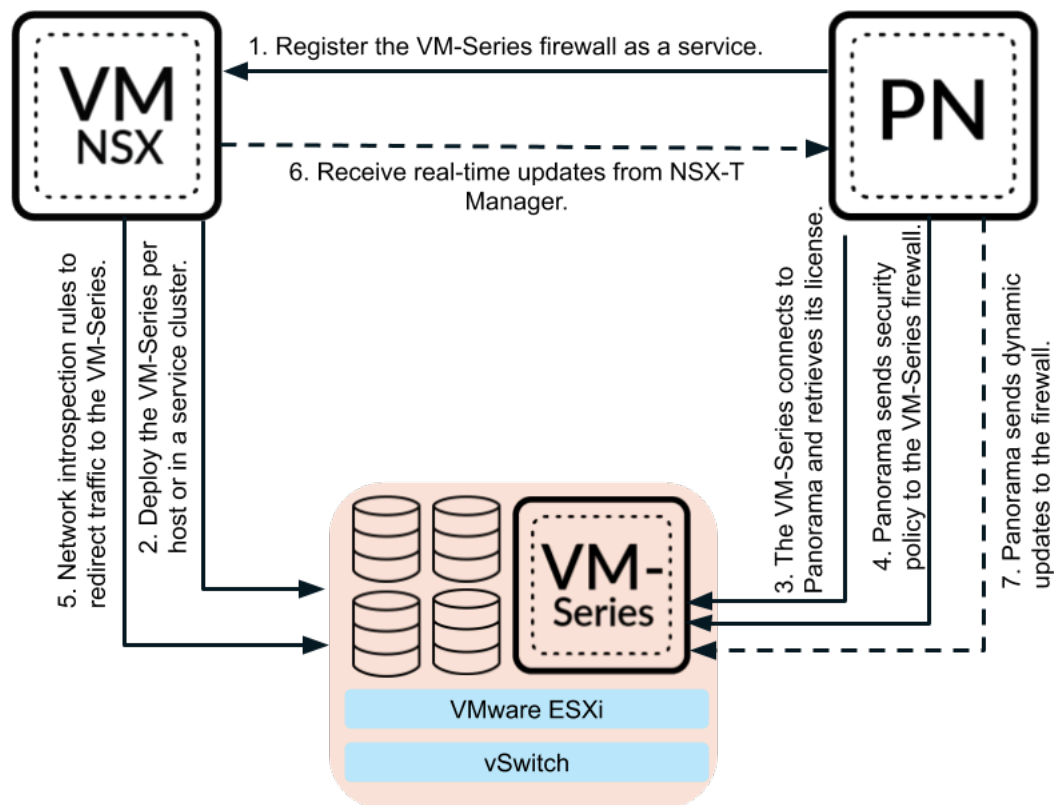 VM
NSX
1. Register the VM-Series firewall as a service.
PN
6. Receive real-time updates from NSX-T
Manager.
5. Network introspection rules to
redirect traffic to the VM-Series.
2. Deploy the VM-Series per
host or in a service cluster.
3. The VM-Series connects to
Panorama and retrieves its license.
4. Panorama sends security
policy to the VM-Series firewall.
7. Panorama sends dynamic
updates to the firewall.
VM-
Series
VMware ESXi
vSwitch